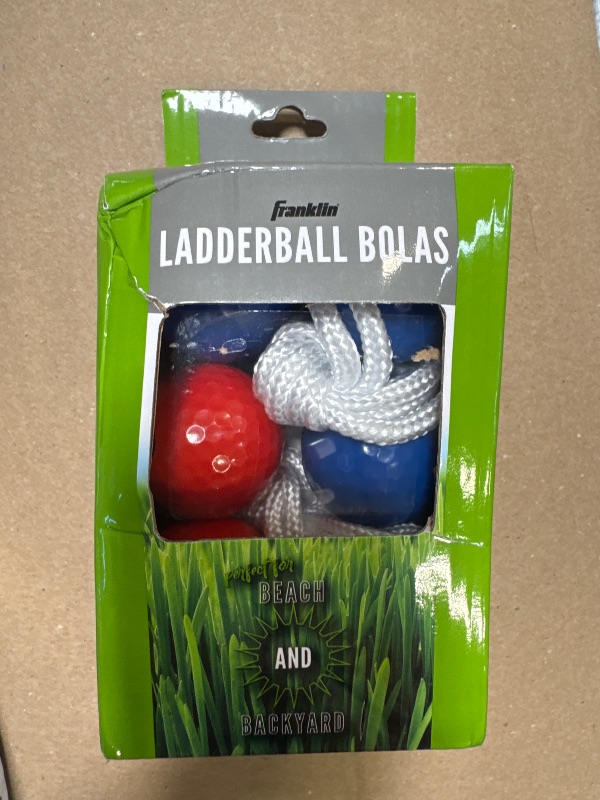 Franklin
LADDERBALL BOLAS
perfect for
BEACH
AND
BACKYARD